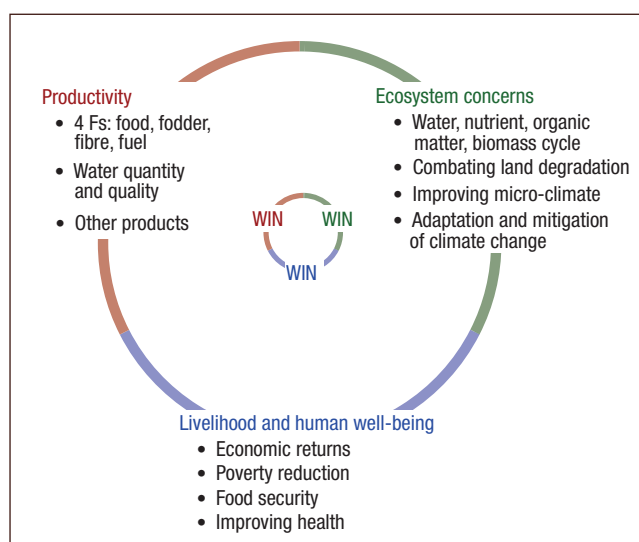 Productivity
• 4 Fs: food, fodder,
fibre, fuel
• Water quantity
and quality
• Other products
Ecosystem concerns
• Water, nutrient, organic
matter, biomass cycle
• Combating land degradation
• Improving micro-climate
• Adaptation and mitigation
of climate change
WIN
WIN
WIN
Livelihood and human well-being
• Economic returns
• Poverty reduction
• Food security
• Improving health